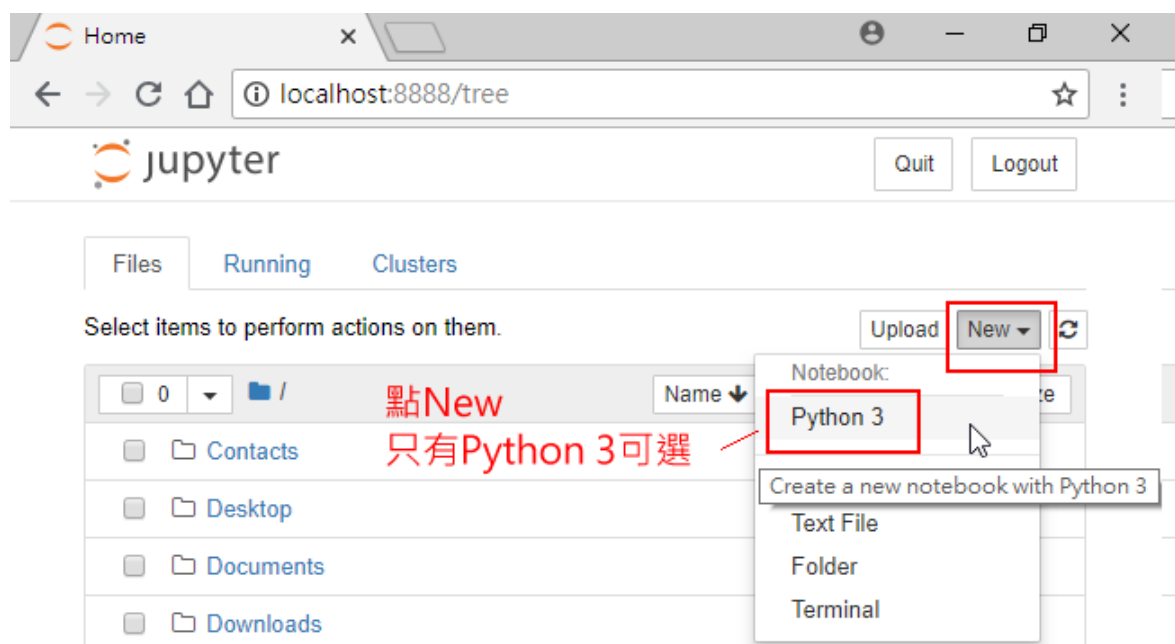 Home
localhost:8888/tree
jupyter
Quit Logout
Files Running Clusters
Select items to perform actions on them.
Upload New
0 /
Name
Notebook:
Python 3
點New
只有Python 3可選
Create a new notebook with Python 3
Contacts
Desktop
Text File
Documents
Folder
Downloads
Terminal